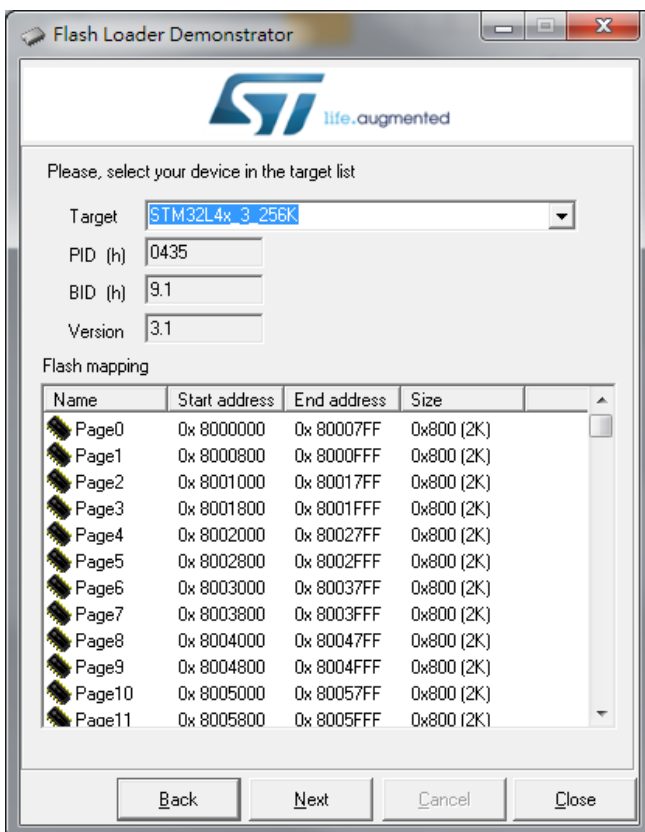 Flash Loader Demonstrator
ST life.augmented
Please, select your device in the target list
Target STM32L4x_3_256K
PID (h) 0435
BID (h) 9.1
Version 3.1
Flash mapping
Name Start address End address Size
Page0 0x 8000000 0x 80007FF 0x800 (2K)
Page1 0x 8000800 0x 8000FFF 0x800 (2K)
Page2 0x 8001000 0x 80017FF 0x800 (2K)
Page3 0x 8001800 0x 8001FFF 0x800 (2K)
Page4 0x 8002000 0x 80027FF 0x800 (2K)
Page5 0x 8002800 0x 8002FFF 0x800 (2K)
Page6 0x 8003000 0x 80037FF 0x800 (2K)
Page7 0x 8003800 0x 8003FFF 0x800 (2K)
Page8 0x 8004000 0x 80047FF 0x800 (2K)
Page9 0x 8004800 0x 8004FFF 0x800 (2K)
Page10 0x 8005000 0x 80057FF 0x800 (2K)
Page11 0x 8005800 0x 8005FFF 0x800 (2K)
Back Next Cancel Close